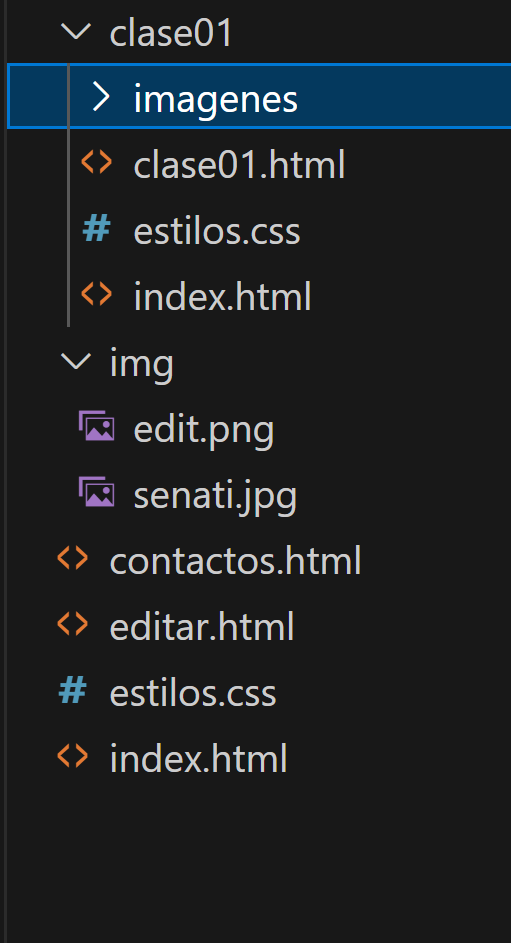 clase01
imagenes
clase01.html
estilos.css
index.html
img
edit.png
senati.jpg
contactos.html
editar.html
estilos.css
index.html